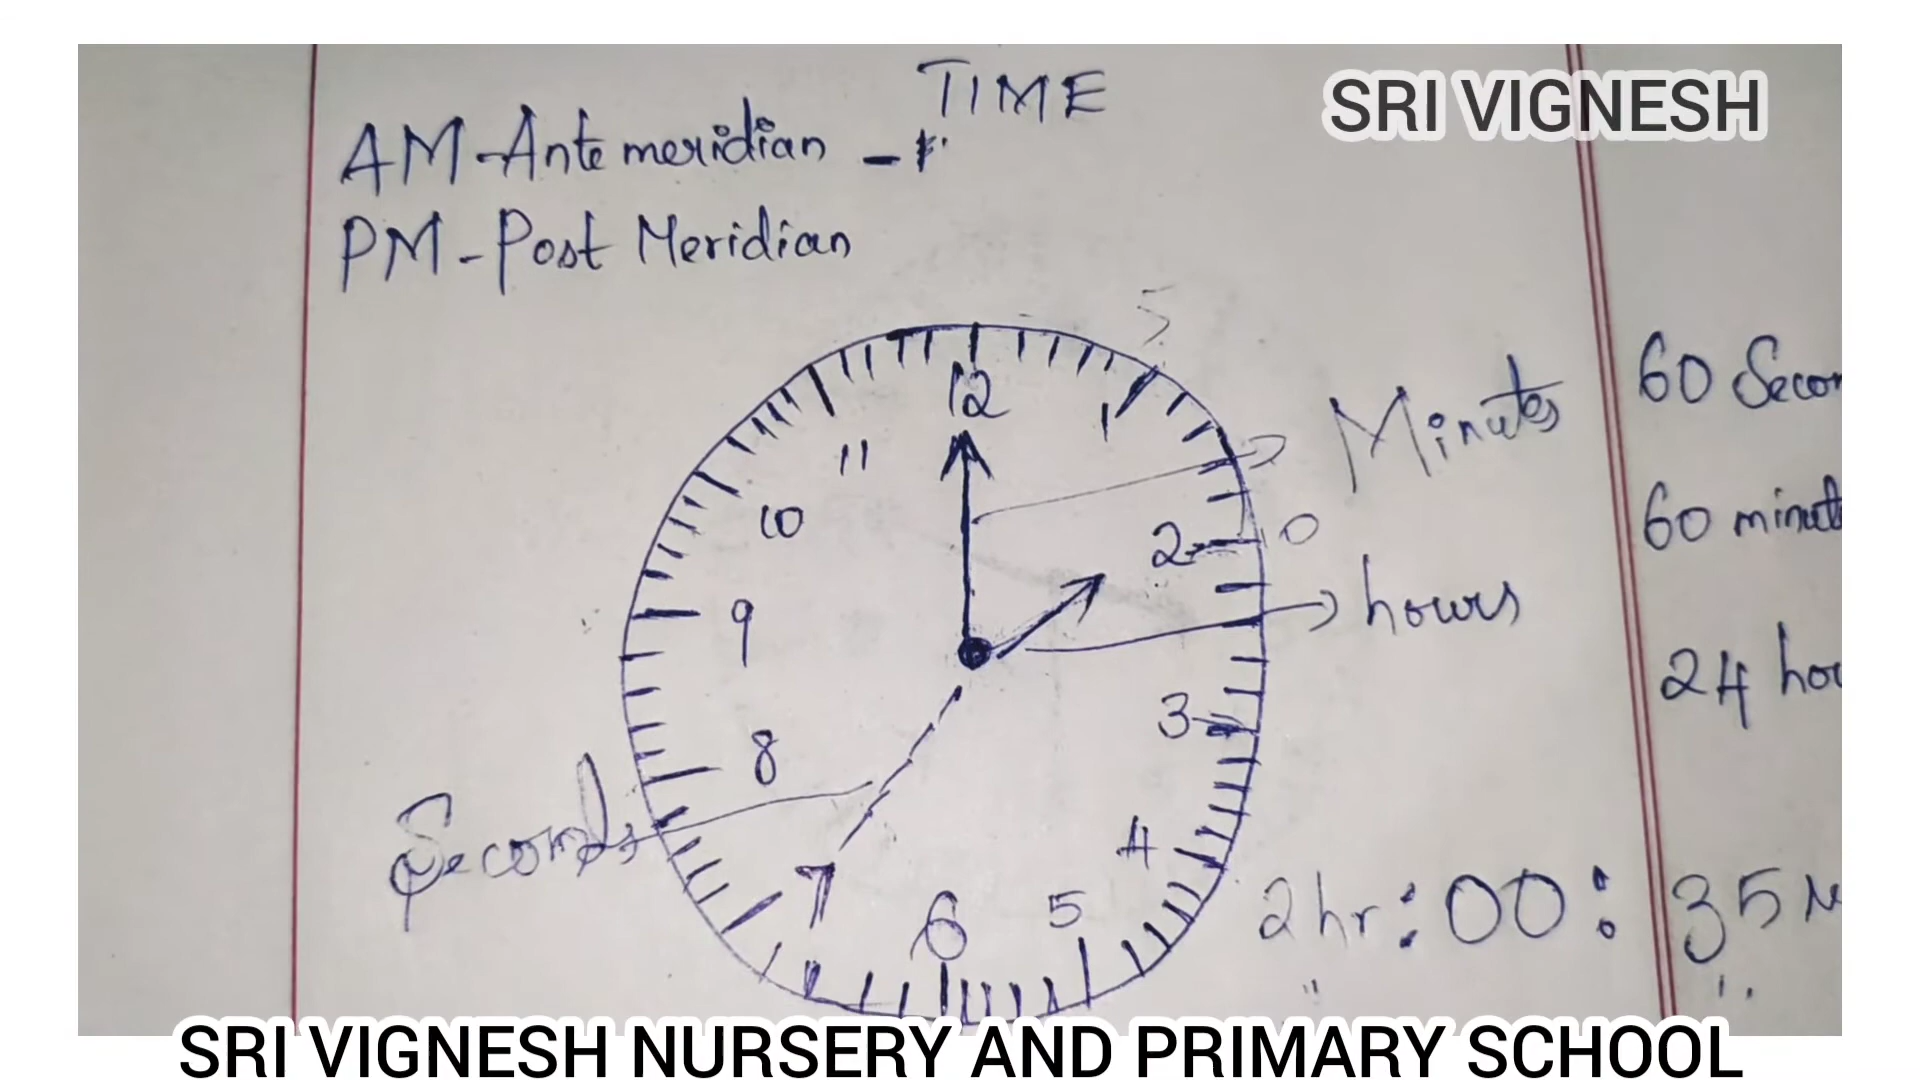 TIME
SRI VIGNESH
AM-Ante meridian -
PM-Post Meridian
5
Minutes
60 Secon
12
1
11
10
2
10
60 minut
hours
9
24 hou
3
8
Seconds
4
7
6
5
2hr:00:35
SRI VIGNESH NURSERY AND PRIMARY SCHOOL